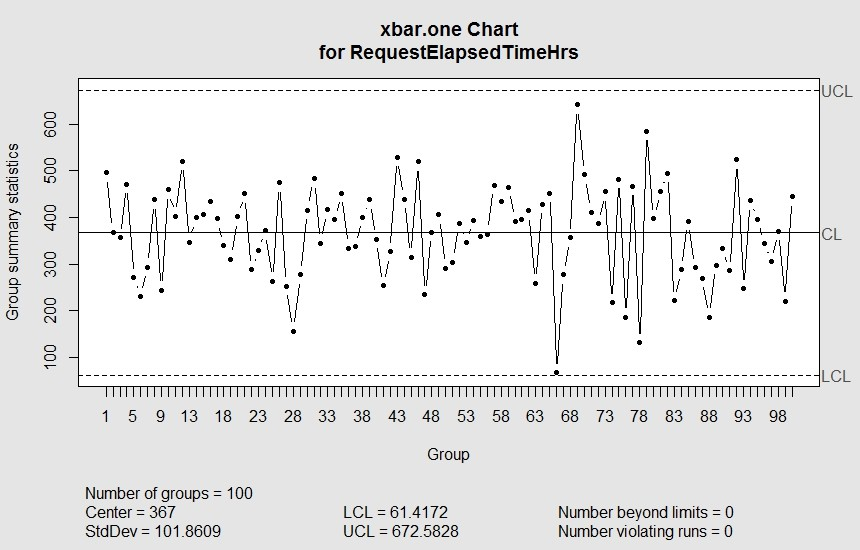 xbar.one Chart
for RequestElapsedTimeHrs
Group summary statistics
600
500
400
300
200
100
UCL
CL
LCL
1 5 9 13 18 23 28 33 38 43 48 53 58 63 68 73 78 83 88 93 98
Group
Number of groups = 100
Center = 367 LCL = 61.4172 Number beyond limits = 0
StdDev = 101.8609 UCL = 672.5828 Number violating runs = 0